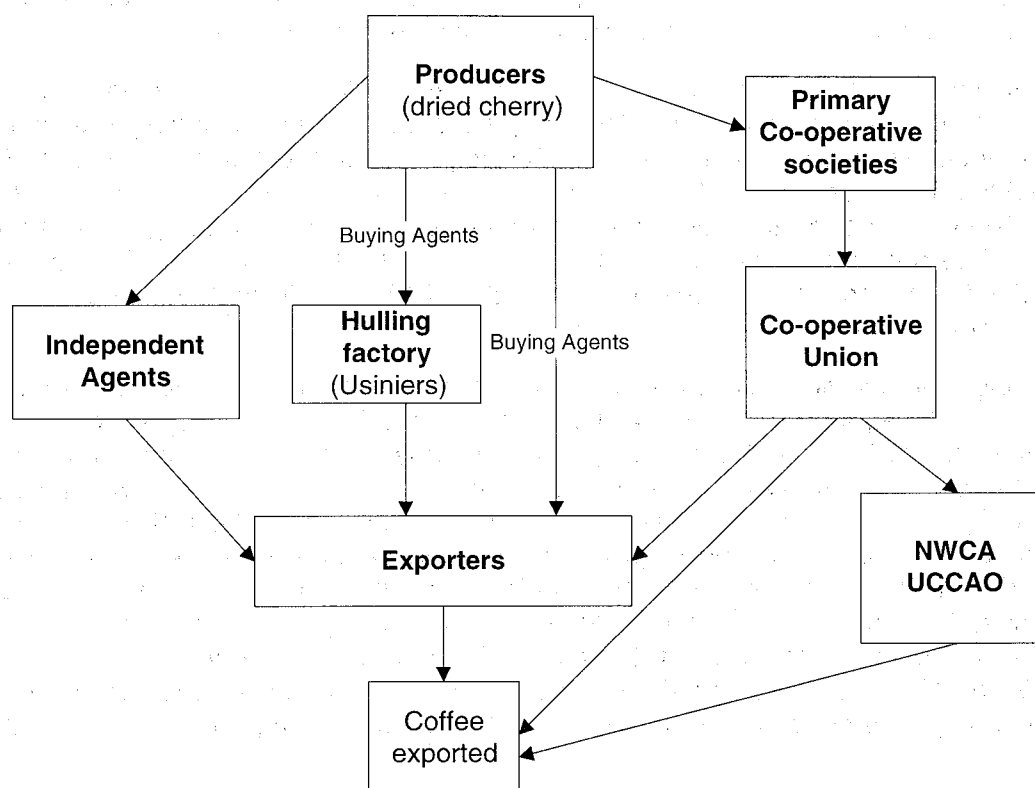 Producers
(dried cherry)
Primary
Co-operative
societies
Buying Agents
Independent
Agents
Hulling
factory
(Usiniers)
Buying Agents
Co-operative
Union
Exporters
NWCA
UCCAO
Coffee
exported